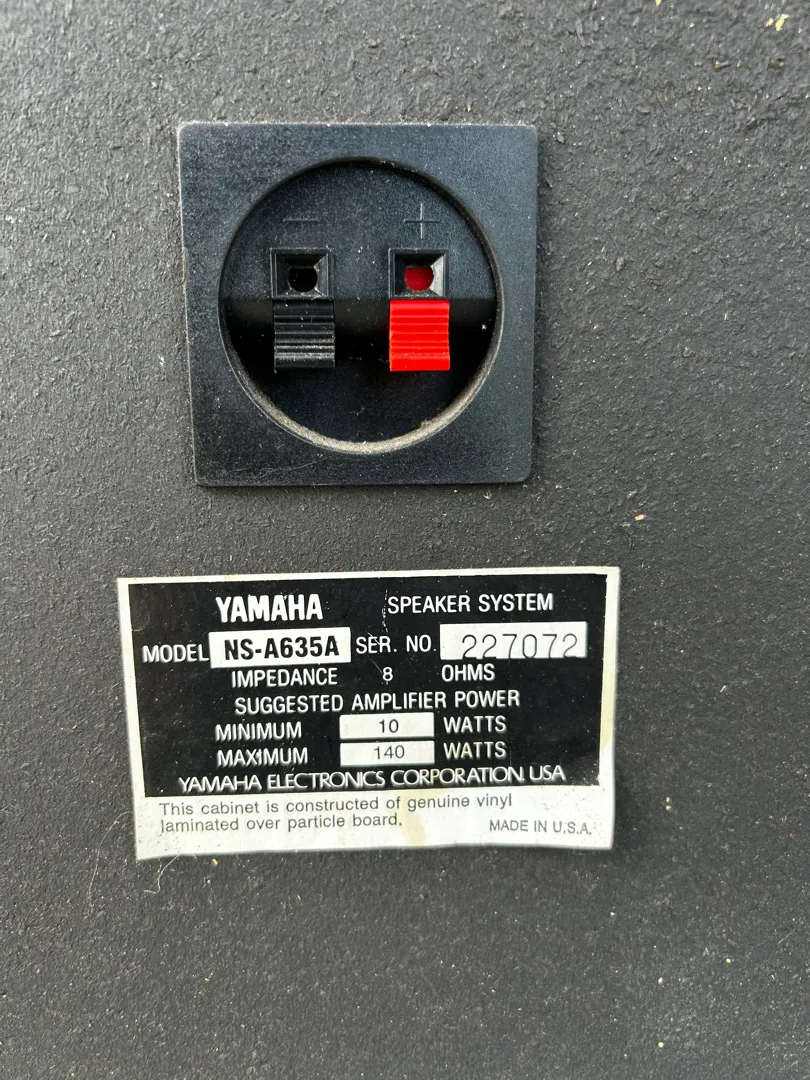 - +
YAMAHA SPEAKER SYSTEM
MODEL NS-A635A SER. NO. 227072
IMPEDANCE 8 OHMS
SUGGESTED AMPLIFIER POWER
MINIMUM 10 WATTS
MAXIMUM 140 WATTS
YAMAHA ELECTRONICS CORPORATION, USA
This cabinet is constructed of genuine vinyl
laminated over particle board. MADE IN U.S.A.